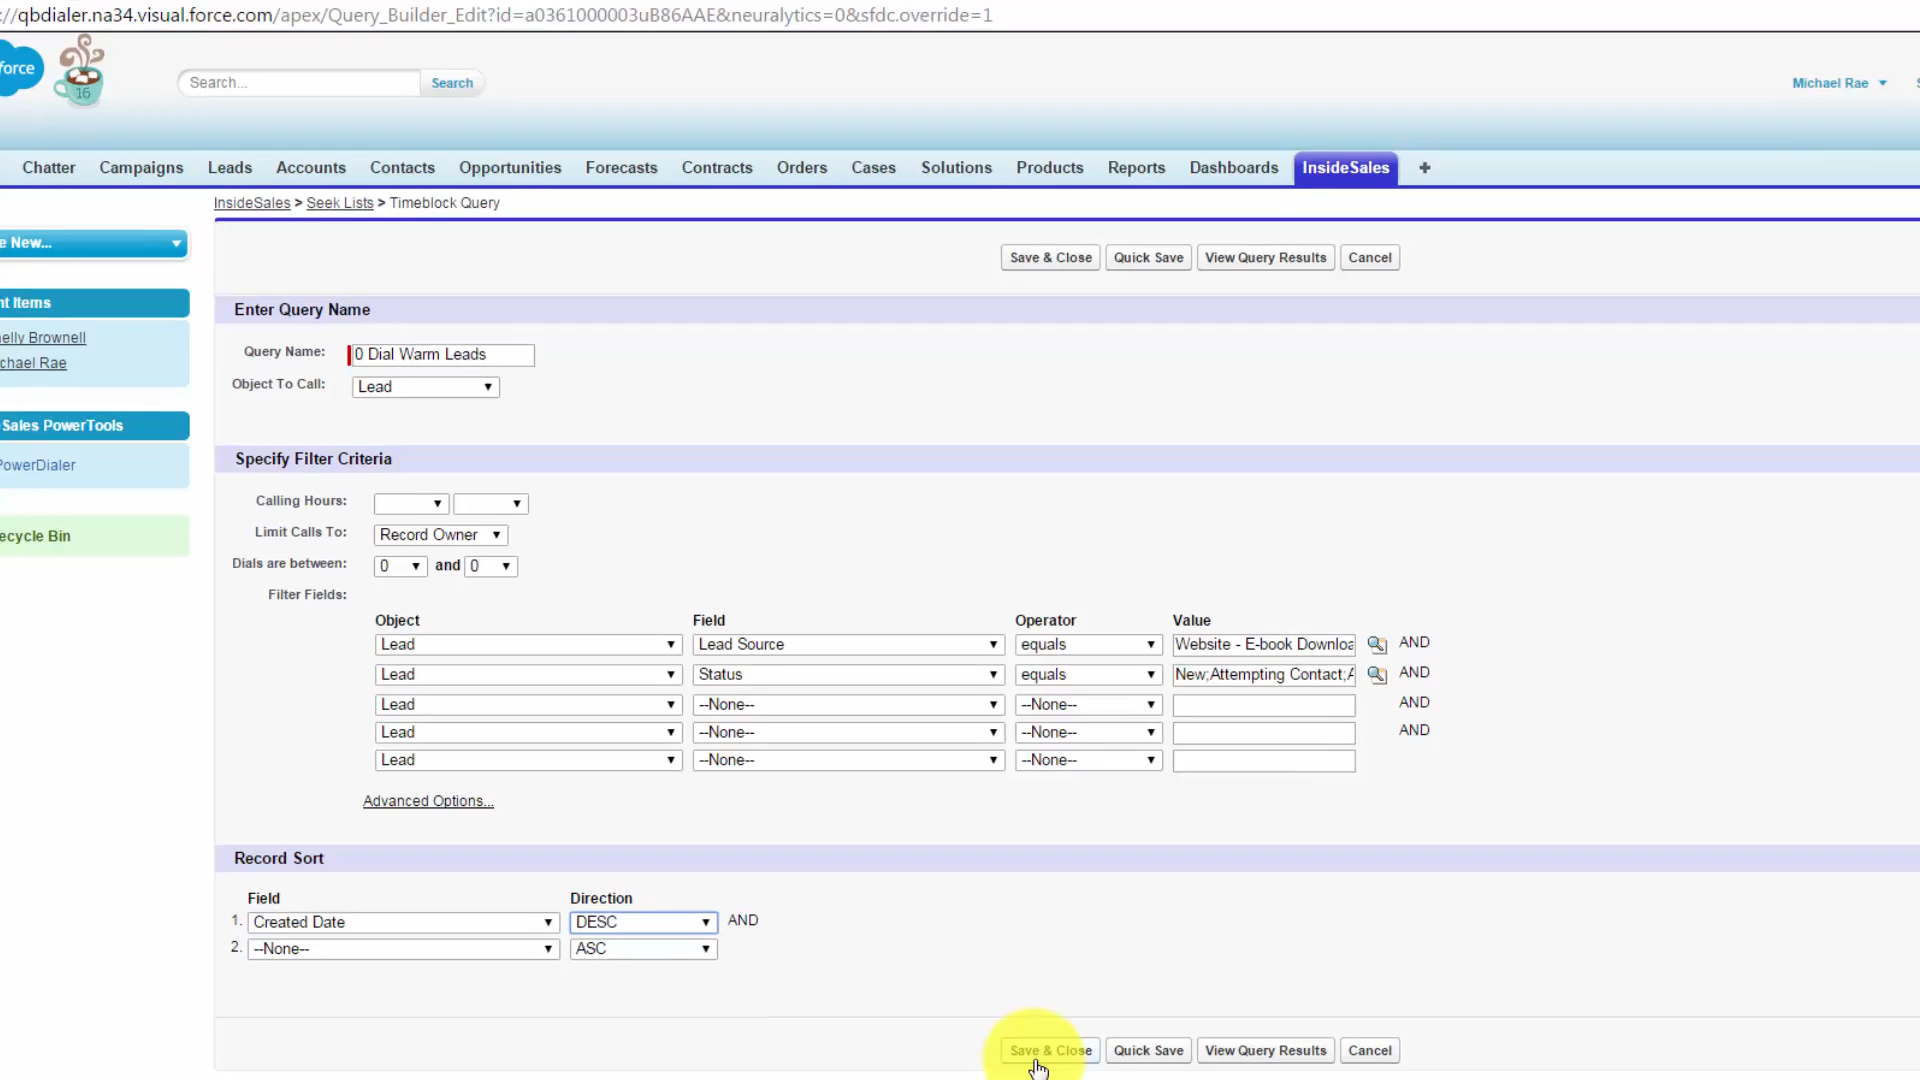 ://qbdialer.na34.visual.force.com/apex/Query_Builder_Edit?id=a0361000003uB86AAE&neuralytics=0&sfdc.override=1
force
16
Search...
Search
Michael Rae
Chatter Campaigns Leads Accounts Contacts Opportunities Forecasts Contracts Orders Cases Solutions Products Reports Dashboards InsideSales +
InsideSales > Seek Lists > Timeblock Query
e New...
Save & Close Quick Save View Query Results Cancel
nt Items
Enter Query Name
elly Brownell
chael Rae
Query Name: 0 Dial Warm Leads
Object To Call: Lead
Sales PowerTools
PowerDialer
Specify Filter Criteria
Calling Hours:
Limit Calls To: Record Owner
ecycle Bin
Dials are between: 0 and 0
Filter Fields:
Object Field Operator Value
Lead Lead Source equals Website - E-book Downloa AND
Lead Status equals New;Attempting Contact;A AND
Lead --None-- --None-- AND
Lead --None-- --None-- AND
Lead --None-- --None--
Advanced Options...
Record Sort
Field Direction
1. Created Date DESC AND
2. --None-- ASC
Save & Close Quick Save View Query Results Cancel